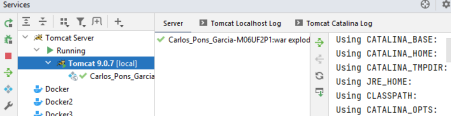 Services
Tomcat Server
Running
Tomcat 9.0.7 [local]
Carlos_Pons_Garcia
Docker
Docker2
Docker3
Server
Tomcat Localhost Log
Tomcat Catalina Log
Carlos_Pons_Garcia-M06UF2P1:war explod
Using CATALINA_BASE:
Using CATALINA_HOME:
Using CATALINA_TMPDIR:
Using JRE_HOME:
Using CLASSPATH:
Using CATALINA_OPTS: